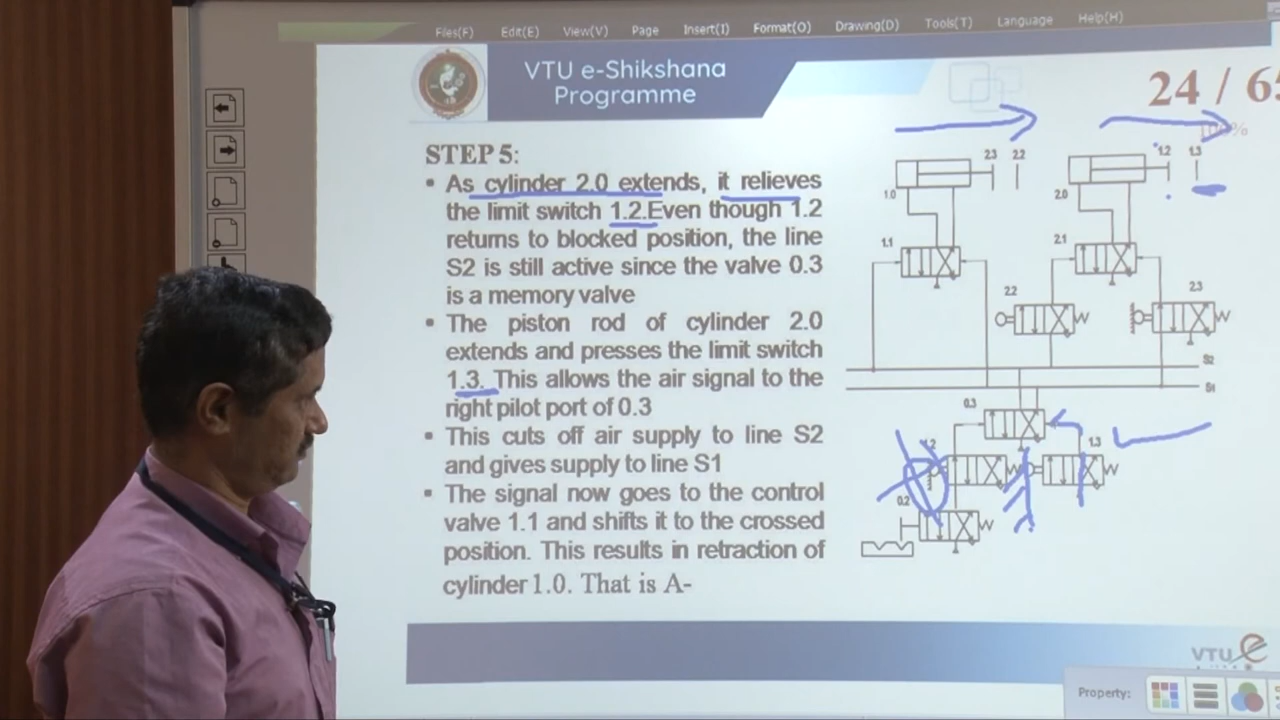 Files(F) Edit(E) View(V) Page Insert(I) Format(O) Drawing(D) Tools(T) Language Help(H)
VTU e-Shikshana
Programme
24 / 65
100%
STEP 5:
▪ As cylinder 2.0 extends, it relieves
the limit switch 1.2.Even though 1.2
returns to blocked position, the line
S2 is still active since the valve 0.3
is a memory valve
▪ The piston rod of cylinder 2.0
extends and presses the limit switch
1.3. This allows the air signal to the
right pilot port of 0.3
▪ This cuts off air supply to line S2
and gives supply to line S1
▪ The signal now goes to the control
valve 1.1 and shifts it to the crossed
position. This results in retraction of
cylinder 1.0. That is A-
2.3 2.2
1.2 1.3
1.0
2.0
1.1
2.1
2.2
2.3
S2
S1
0.3
1.2
1.3
0.2
VTU e
Property: